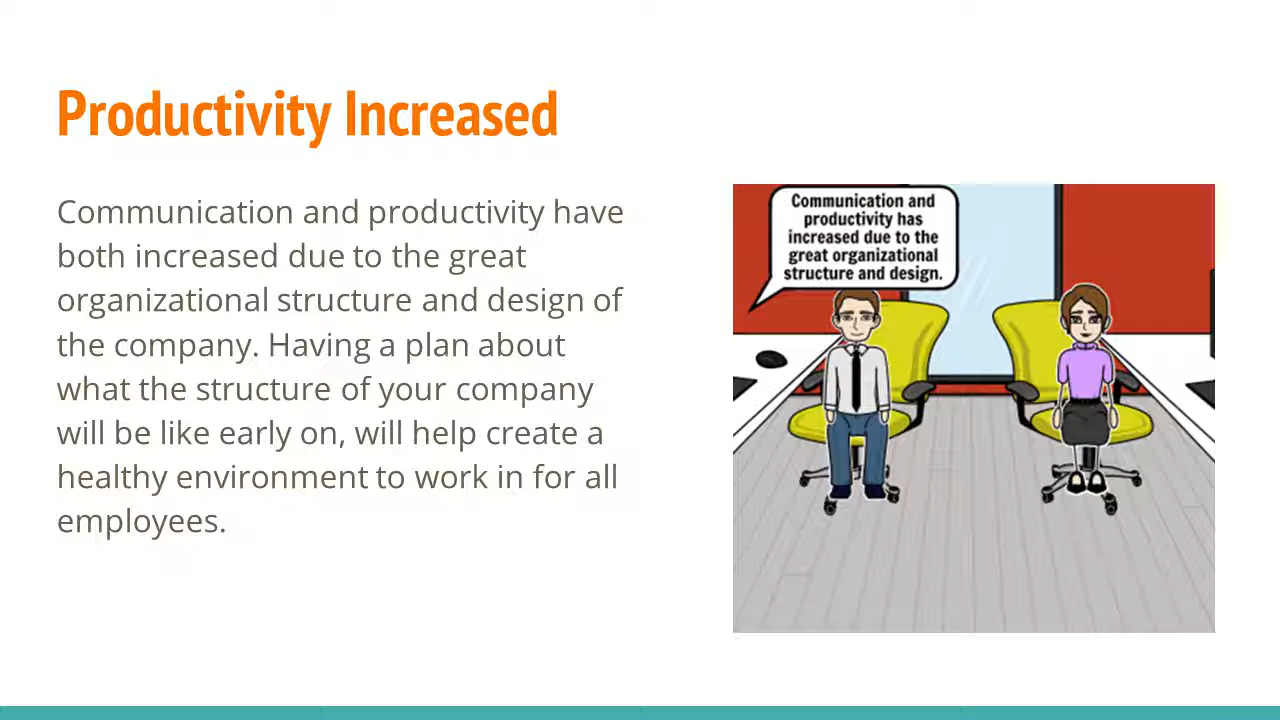 Productivity Increased
Communication and productivity have
both increased due to the great
organizational structure and design of
the company. Having a plan about
what the structure of your company
will be like early on, will help create a
healthy environment to work in for all
employees.
Communication and
productivity has
increased due to the
great organizational
structure and design.